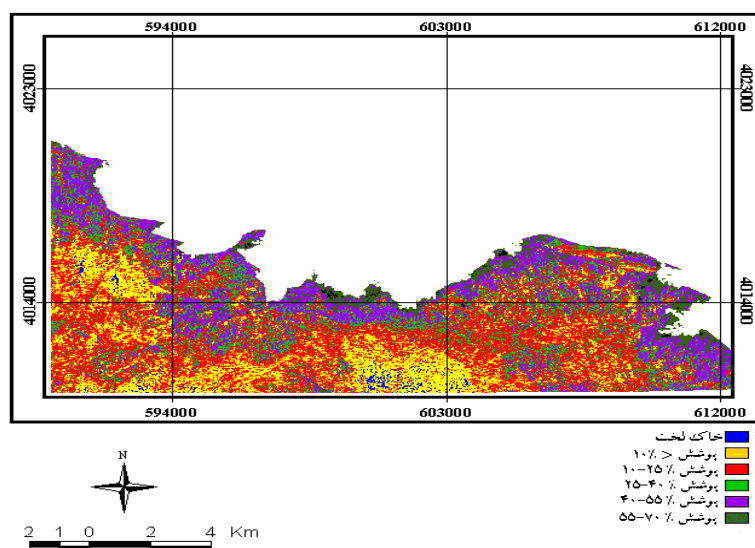 594000 603000 612000
4023000 4023000
4014000 4014000
594000 603000 612000
خاک لخت
پوشش < ٪۱۰
پوشش ٪ ۲۵-۱۰
پوشش ٪ ۴۰-۲۵
پوشش ٪ ۵۵-۴۰
پوشش ٪ ۷۰-۵۵
N
2 1 0 2 4 Km